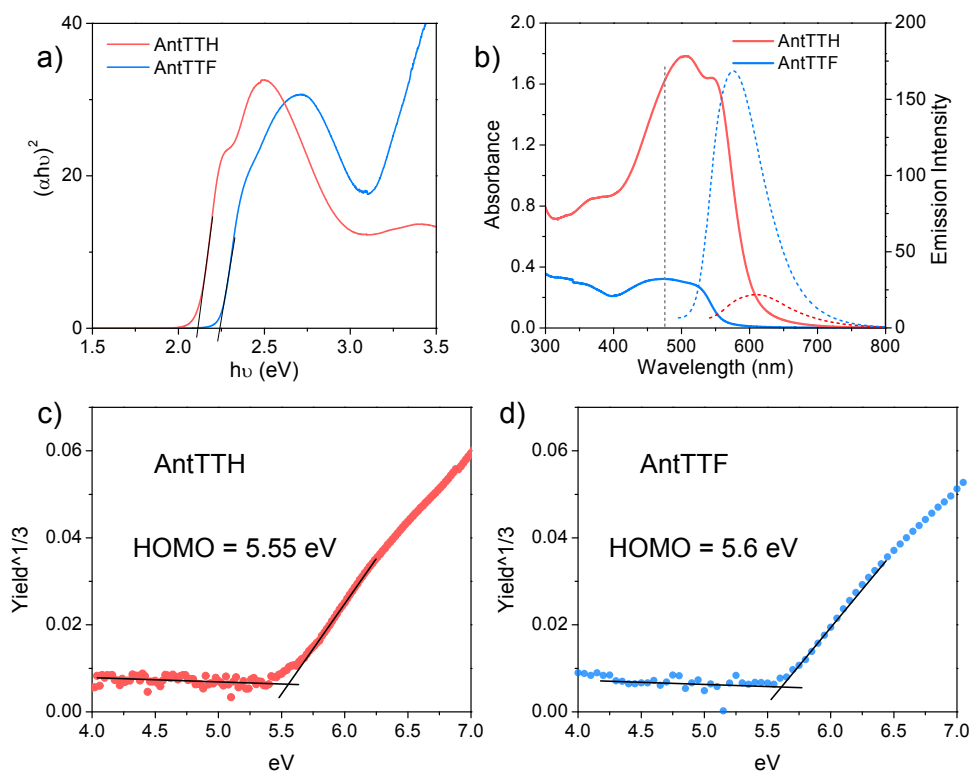 a)
AntTTH
AntTTF
40
20
0
(αhυ)²
1.5 2.0 2.5 3.0 3.5
hυ (eV)
b)
AntTTH
AntTTF
2.0
1.6
1.2
0.8
0.4
0.0
Absorbance
200
150
100
50
0
Emission Intensity
300 400 500 600 700 800
Wavelength (nm)
c)
AntTTH
HOMO = 5.55 eV
0.06
0.04
0.02
0.00
Yield^1/3
4.0 4.5 5.0 5.5 6.0 6.5 7.0
eV
d)
AntTTF
HOMO = 5.6 eV
0.06
0.04
0.02
0.00
Yield^1/3
4.0 4.5 5.0 5.5 6.0 6.5 7.0
eV